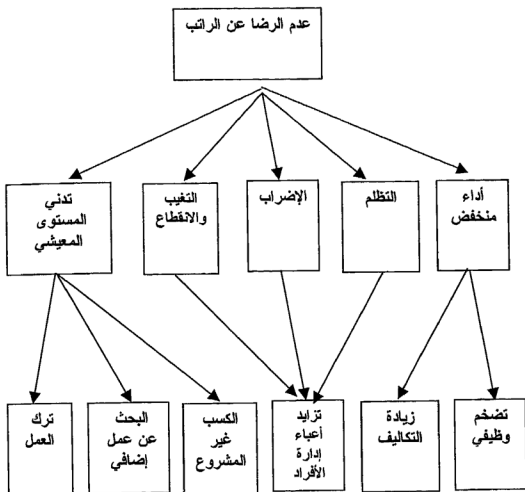 عدم الرضا عن الراتب
أداء
منخفض
التظلم
الإضراب
التغيب
والانقطاع
تدني
المستوى
المعيشي
تضخم
وظيفي
زيادة
التكاليف
تزايد
أعباء
إدارة
الأفراد
الكسب
غير
المشروع
البحث
عن عمل
إضافي
ترك
العمل